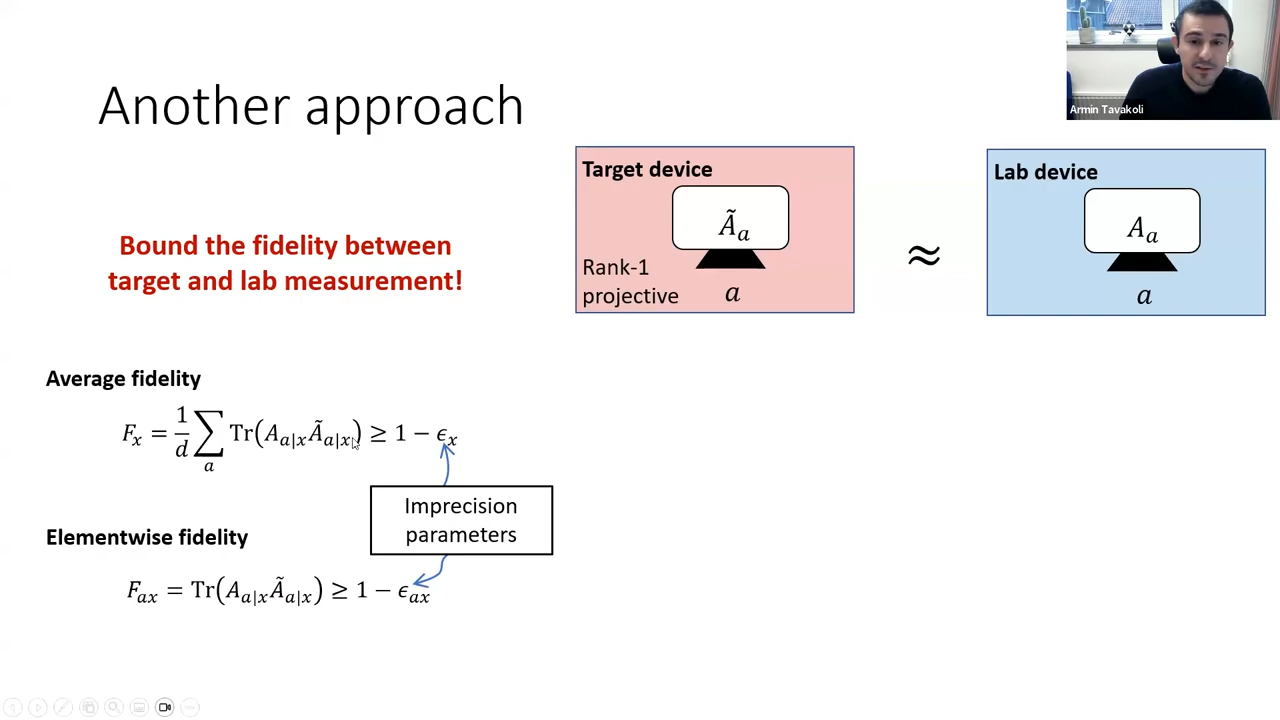 Another approach
Armin Tavakoli
Target device
Ã_a
Rank-1
projective
a
≈
Lab device
A_a
a
Bound the fidelity between
target and lab measurement!
Average fidelity
F_x = 1/d ∑_a Tr(A_{a|x} Ã_{a|x}) ≥ 1 − ϵ_x
Imprecision
parameters
Elementwise fidelity
F_{ax} = Tr(A_{a|x} Ã_{a|x}) ≥ 1 − ϵ_{ax}